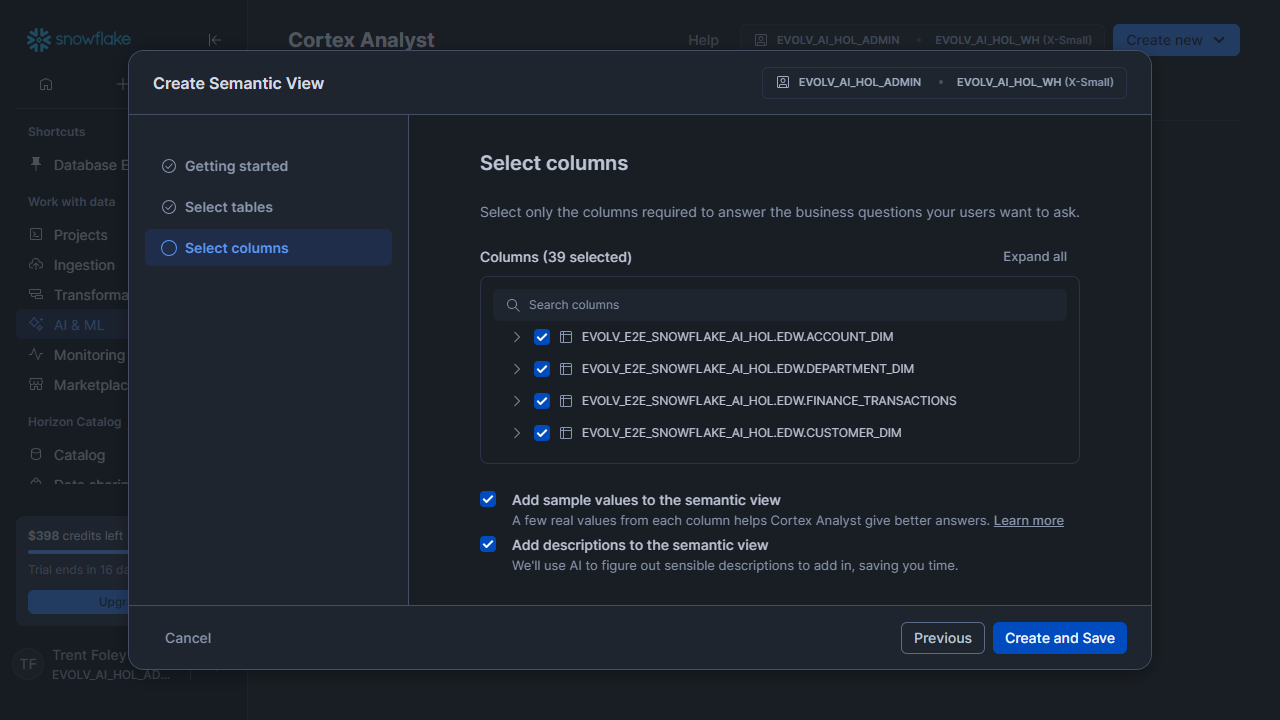 snowflake
Cortex Analyst
Help
EVOLV_AI_HOL_ADMIN • EVOLV_AI_HOL_WH (X-Small)
Create new
Shortcuts
Database E
Work with data
Projects
Ingestion
Transforma
AI & ML
Monitoring
Marketplac
Horizon Catalog
Catalog
Data sharin
$398 credits left
Trial ends in 16 da
Upgr
TF
Trent Foley
EVOLV_AI_HOL_AD...
Create Semantic View
EVOLV_AI_HOL_ADMIN • EVOLV_AI_HOL_WH (X-Small)
Getting started
Select tables
Select columns
Select columns
Select only the columns required to answer the business questions your users want to ask.
Columns (39 selected)
Expand all
Search columns
EVOLV_E2E_SNOWFLAKE_AI_HOL.EDW.ACCOUNT_DIM
EVOLV_E2E_SNOWFLAKE_AI_HOL.EDW.DEPARTMENT_DIM
EVOLV_E2E_SNOWFLAKE_AI_HOL.EDW.FINANCE_TRANSACTIONS
EVOLV_E2E_SNOWFLAKE_AI_HOL.EDW.CUSTOMER_DIM
Add sample values to the semantic view
A few real values from each column helps Cortex Analyst give better answers. Learn more
Add descriptions to the semantic view
We'll use AI to figure out sensible descriptions to add in, saving you time.
Cancel
Previous
Create and Save